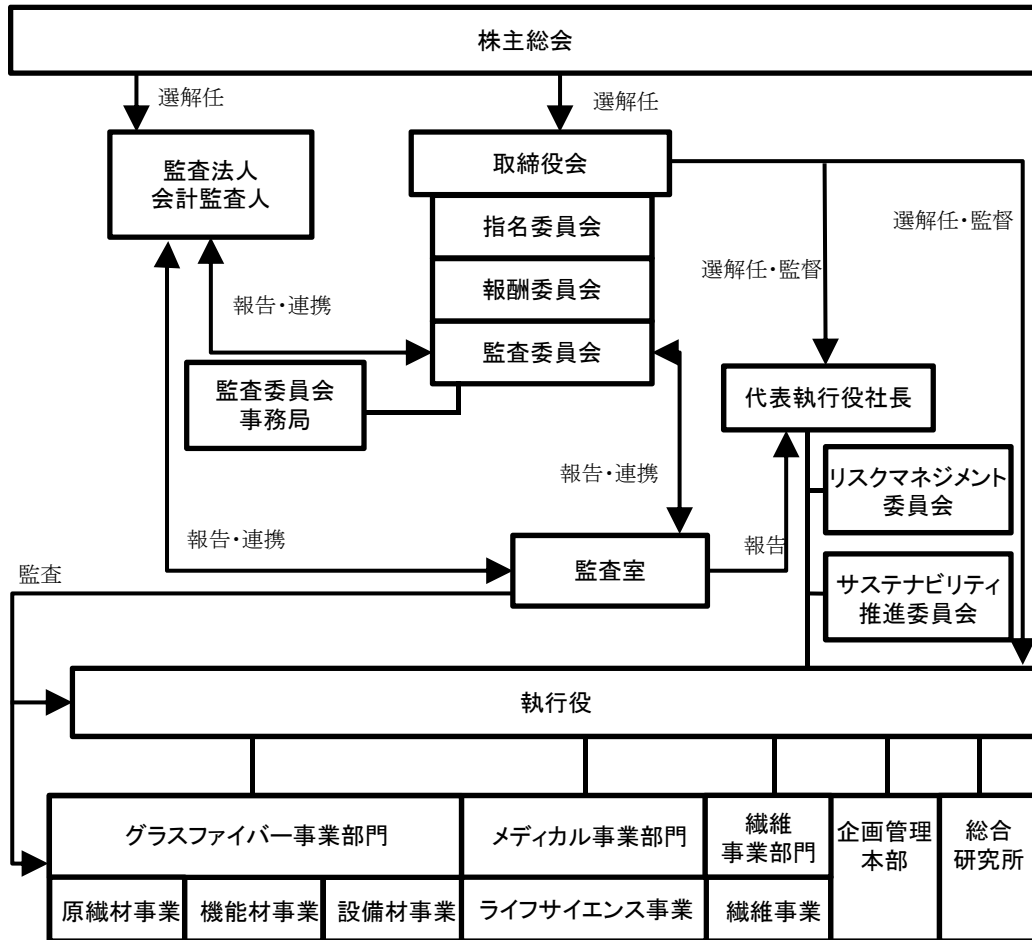 株主総会
選解任
選解任
監査法人
会計監査人
取締役会
指名委員会
報酬委員会
監査委員会
選解任・監督
選解任・監督
報告・連携
監査委員会
事務局
代表執行役社長
リスクマネジメント
委員会
報告・連携
報告・連携
監査室
報告
サステナビリティ
推進委員会
監査
執行役
グラスファイバー事業部門
メディカル事業部門
繊維
事業部門
企画管理
本部
総合
研究所
原繊材事業
機能材事業
設備材事業
ライフサイエンス事業
繊維事業